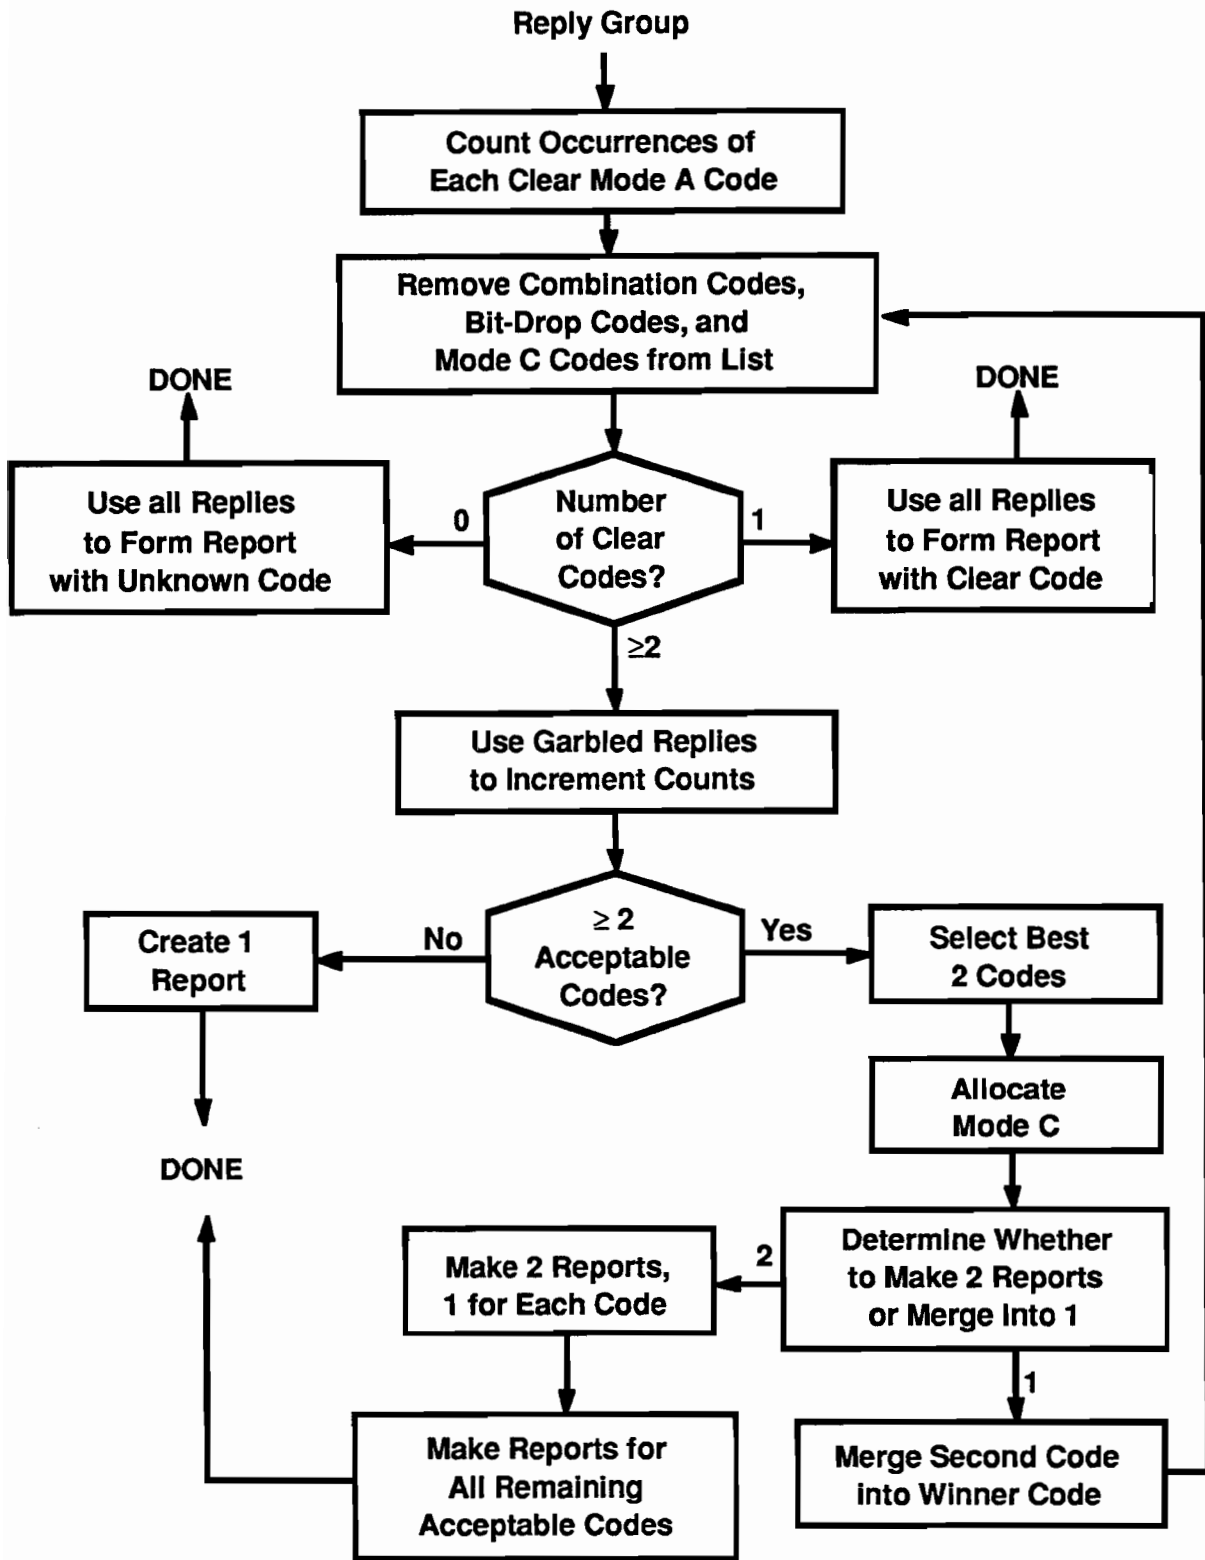 Reply Group
Count Occurrences of
Each Clear Mode A Code
Remove Combination Codes,
Bit-Drop Codes, and
Mode C Codes from List
DONE
DONE
Use all Replies
to Form Report
with Unknown Code
0
Number
of Clear
Codes?
1
Use all Replies
to Form Report
with Clear Code
≥2
Use Garbled Replies
to Increment Counts
Create 1
Report
No
≥ 2
Acceptable
Codes?
Yes
Select Best
2 Codes
Allocate
Mode C
DONE
Make 2 Reports,
1 for Each Code
2
Determine Whether
to Make 2 Reports
or Merge Into 1
1
Make Reports for
All Remaining
Acceptable Codes
Merge Second Code
into Winner Code